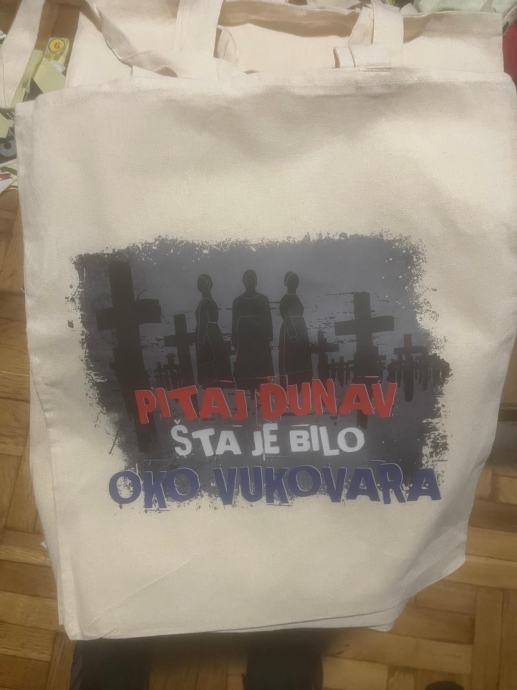 PITAJ DUNAV
ŠTA JE BILO
OKO VUKOVARA